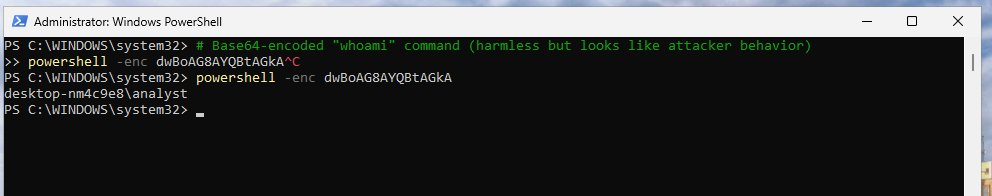 Administrator: Windows PowerShell
PS C:\WINDOWS\system32> # Base64-encoded "whoami" command (harmless but looks like attacker behavior)
>> powershell -enc dwBoAG8AYQBtAGkA^C
PS C:\WINDOWS\system32> powershell -enc dwBoAG8AYQBtAGkA
desktop-nm4c9e8\analyst
PS C:\WINDOWS\system32>